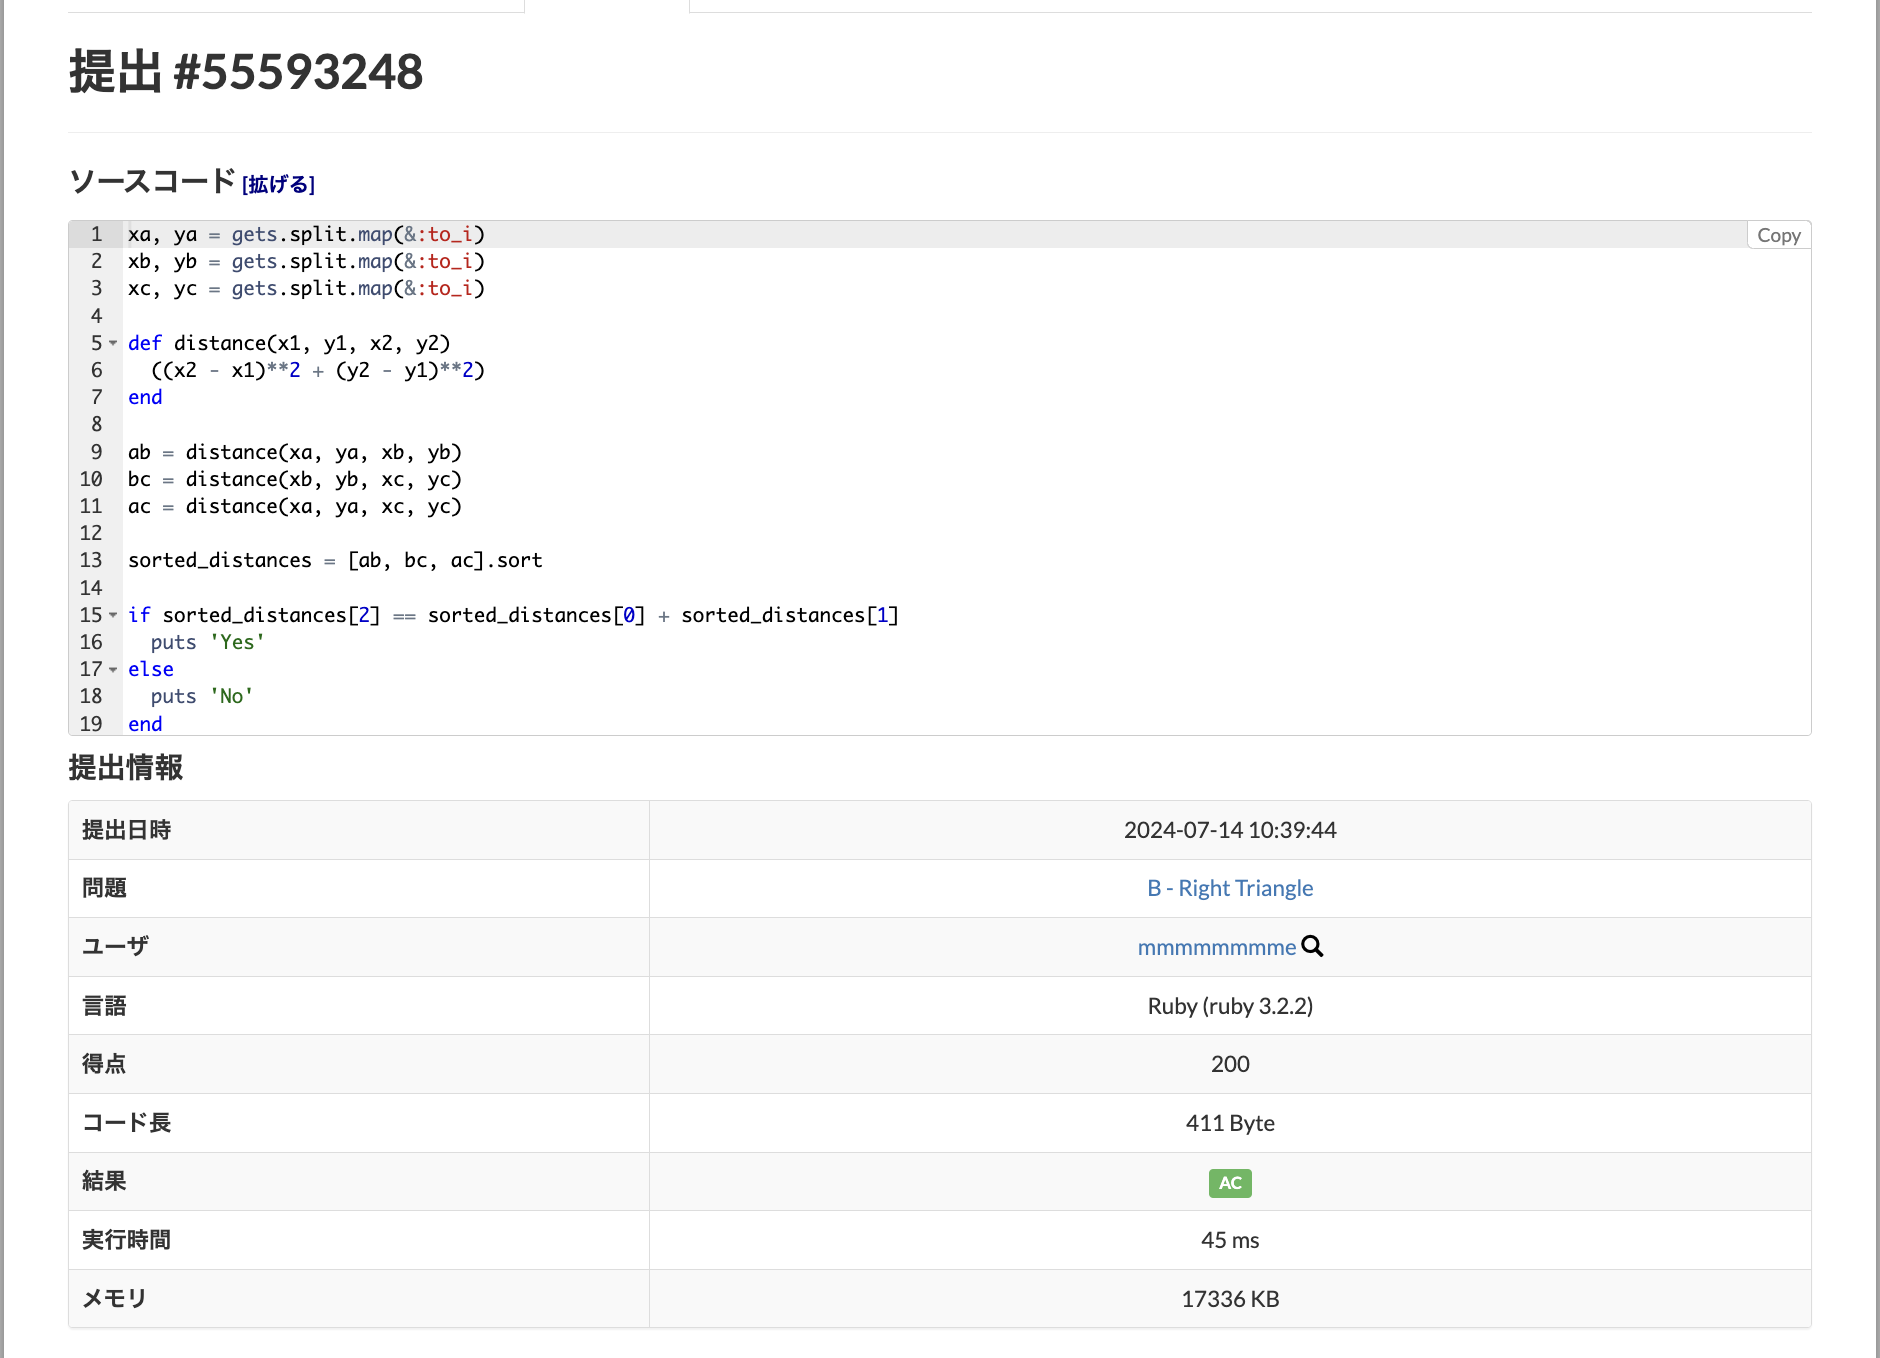 提出 #55593248
ソースコード [拡げる]
Copy
1 xa, ya = gets.split.map(&:to_i)
2 xb, yb = gets.split.map(&:to_i)
3 xc, yc = gets.split.map(&:to_i)
4
5 def distance(x1, y1, x2, y2)
6   ((x2 - x1)**2 + (y2 - y1)**2)
7 end
8
9 ab = distance(xa, ya, xb, yb)
10 bc = distance(xb, yb, xc, yc)
11 ac = distance(xa, ya, xc, yc)
12
13 sorted_distances = [ab, bc, ac].sort
14
15 if sorted_distances[2] == sorted_distances[0] + sorted_distances[1]
16   puts 'Yes'
17 else
18   puts 'No'
19 end
提出情報
提出日時 2024-07-14 10:39:44
問題 B - Right Triangle
ユーザ mmmmmmmme
言語 Ruby (ruby 3.2.2)
得点 200
コード長 411 Byte
結果 AC
実行時間 45 ms
メモリ 17336 KB